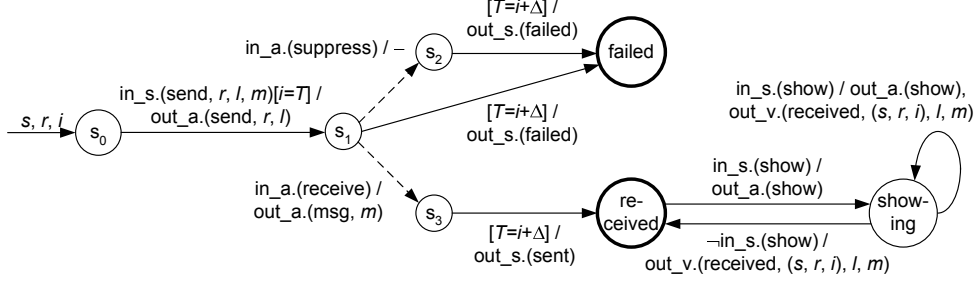 [T=i+Δ] /
out_s.(failed)
in_a.(suppress) / –
s2
failed
in_s.(show) / out_a.(show),
out_v.(received, (s, r, i), l, m)
in_s.(send, r, l, m)[i=T] /
out_a.(send, r, l)
s, r, i
s0
s1
[T=i+Δ] /
out_s.(failed)
in_a.(receive) /
out_a.(msg, m)
s3
[T=i+Δ] /
out_s.(sent)
re-
ceived
in_s.(show) /
out_a.(show)
show-
ing
¬in_s.(show) /
out_v.(received, (s, r, i), l, m)